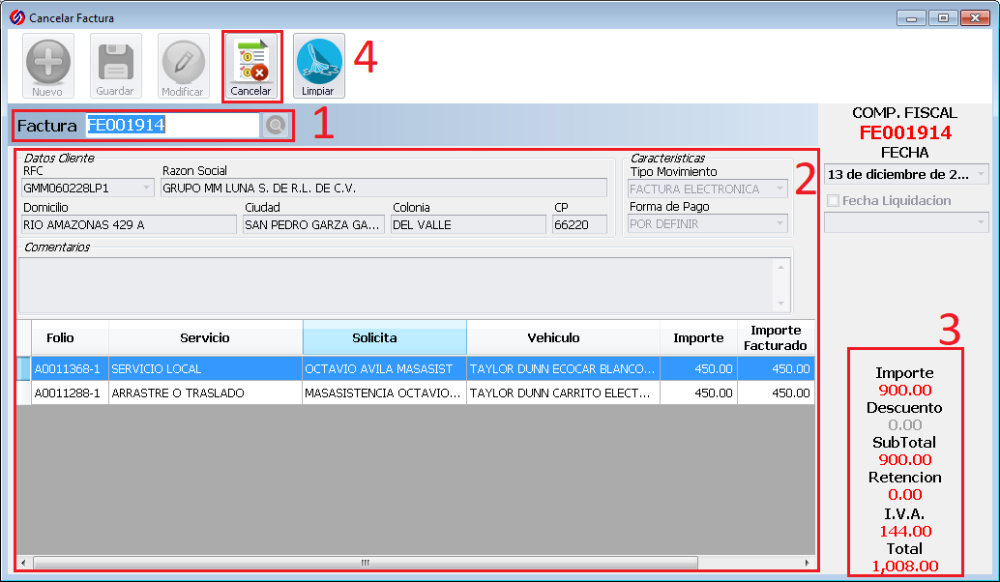 Cancelar Factura
Nuevo Guardar Modificar Cancelar Limpiar 4
Factura FE001914 1
COMP. FISCAL
FE001914
FECHA
13 de diciembre de 2...
Fecha Liquidacion
Datos Cliente
RFC Razon Social
GMM060228LP1 GRUPO MM LUNA S. DE R.L. DE C.V.
Domicilio Ciudad Colonia CP
RIO AMAZONAS 429 A SAN PEDRO GARZA GA... DEL VALLE 66220
Caracteristicas
Tipo Movimiento
FACTURA ELECTRONICA
Forma de Pago
POR DEFINIR
2
Comentarios
Folio Servicio Solicita Vehiculo Importe Importe Facturado
A0011368-1 SERVICIO LOCAL OCTAVIO AVILA MASASIST TAYLOR DUNN ECOCAR BLANCO... 450.00 450.00
A0011288-1 ARRASTRE O TRASLADO MASASISTENCIA OCTAVIO... TAYLOR DUNN CARRITO ELECT... 450.00 450.00
3
Importe
900.00
Descuento
0.00
SubTotal
900.00
Retencion
0.00
I.V.A.
144.00
Total
1,008.00